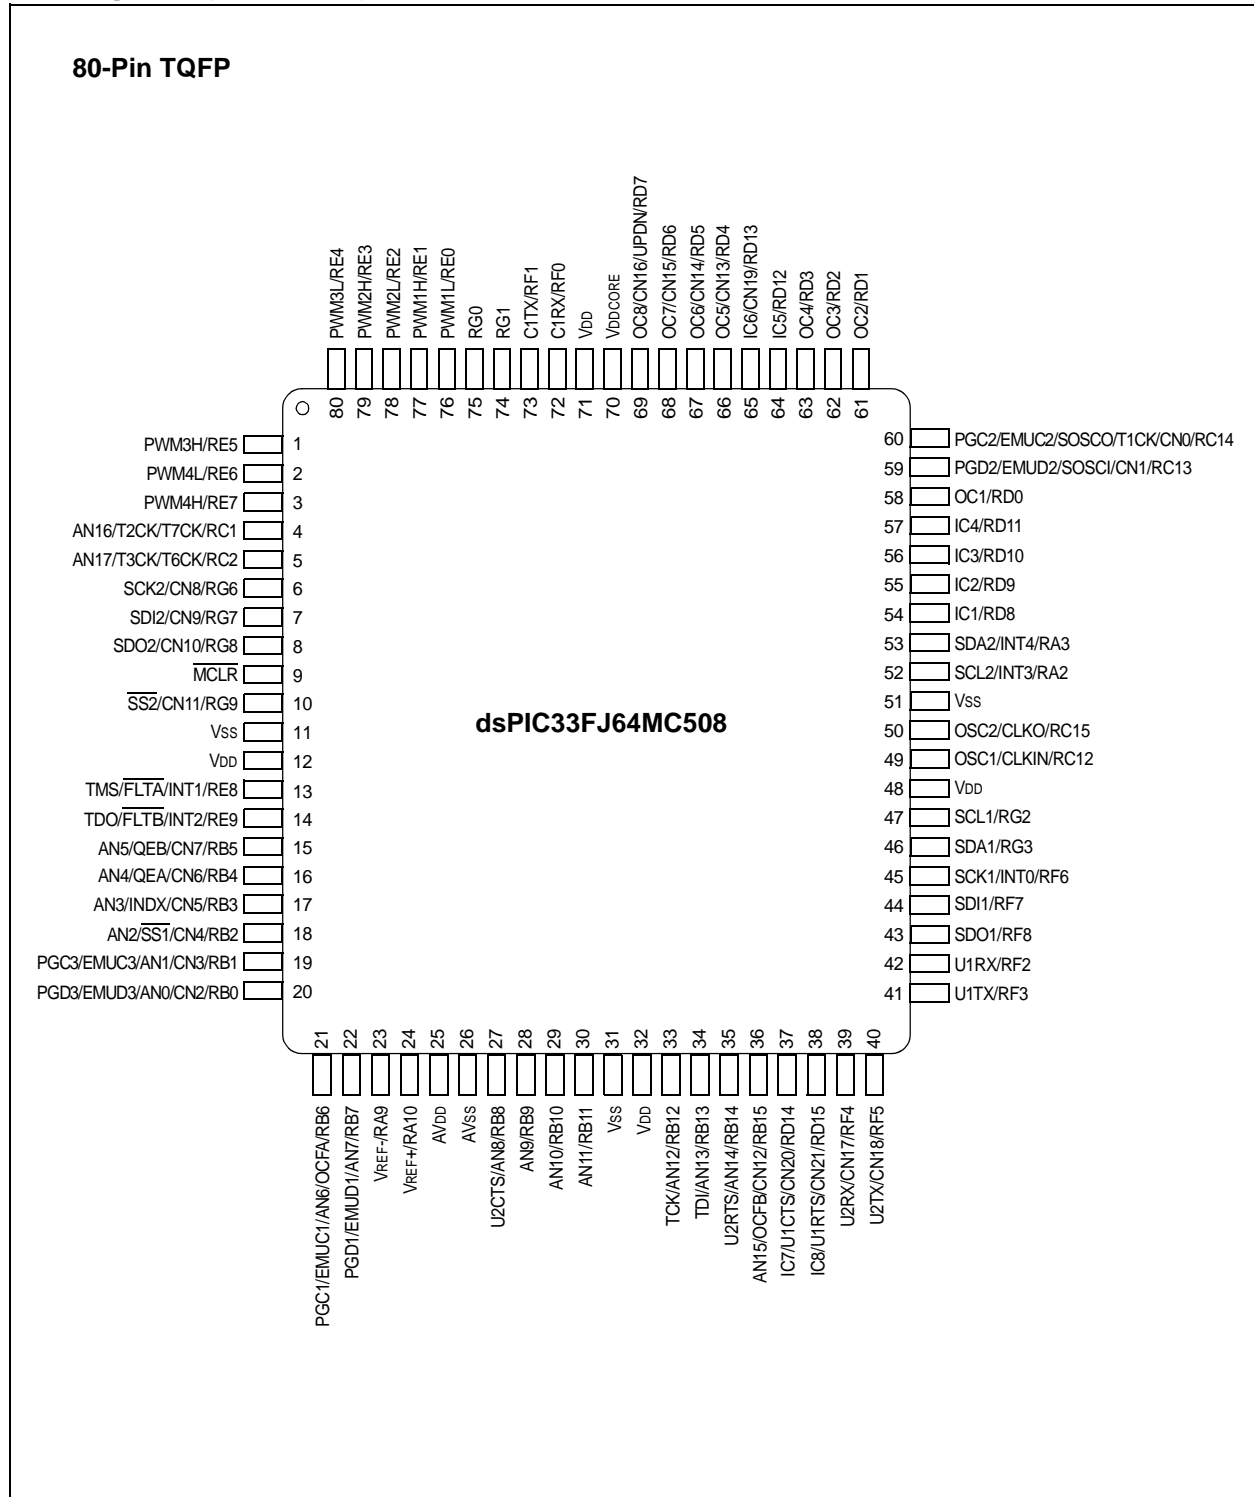 80-Pin TQFP
PWM3L/RE4
PWM2H/RE3
PWM2L/RE2
PWM1H/RE1
PWM1L/RE0
RG0
RG1
C1TX/RF1
C1RX/RF0
VDD
VDDCORE
OC8/CN16/UPDN/RD7
OC7/CN15/RD6
OC6/CN14/RD5
OC5/CN13/RD4
IC6/CN19/RD13
IC5/RD12
OC4/RD3
OC3/RD2
OC2/RD1
80 79 78 77 76 75 74 73 72 71 70 69 68 67 66 65 64 63 62 61
PWM3H/RE5 1
PWM4L/RE6 2
PWM4H/RE7 3
AN16/T2CK/T7CK/RC1 4
AN17/T3CK/T6CK/RC2 5
SCK2/CN8/RG6 6
SDI2/CN9/RG7 7
SDO2/CN10/RG8 8
MCLR 9
SS2/CN11/RG9 10
VSS 11
VDD 12
TMS/FLTA/INT1/RE8 13
TDO/FLTB/INT2/RE9 14
AN5/QEB/CN7/RB5 15
AN4/QEA/CN6/RB4 16
AN3/INDX/CN5/RB3 17
AN2/SS1/CN4/RB2 18
PGC3/EMUC3/AN1/CN3/RB1 19
PGD3/EMUD3/AN0/CN2/RB0 20
dsPIC33FJ64MC508
60 PGC2/EMUC2/SOSCO/T1CK/CN0/RC14
59 PGD2/EMUD2/SOSCI/CN1/RC13
58 OC1/RD0
57 IC4/RD11
56 IC3/RD10
55 IC2/RD9
54 IC1/RD8
53 SDA2/INT4/RA3
52 SCL2/INT3/RA2
51 VSS
50 OSC2/CLKO/RC15
49 OSC1/CLKIN/RC12
48 VDD
47 SCL1/RG2
46 SDA1/RG3
45 SCK1/INT0/RF6
44 SDI1/RF7
43 SDO1/RF8
42 U1RX/RF2
41 U1TX/RF3
21 22 23 24 25 26 27 28 29 30 31 32 33 34 35 36 37 38 39 40
PGC1/EMUC1/AN6/OCFA/RB6
PGD1/EMUD1/AN7/RB7
VREF-/RA9
VREF+/RA10
AVDD
AVSS
U2CTS/AN8/RB8
AN9/RB9
AN10/RB10
AN11/RB11
VSS
VDD
TCK/AN12/RB12
TDI/AN13/RB13
U2RTS/AN14/RB14
AN15/OCFB/CN12/RB15
IC7/U1CTS/CN20/RD14
IC8/U1RTS/CN21/RD15
U2RX/CN17/RF4
U2TX/CN18/RF5